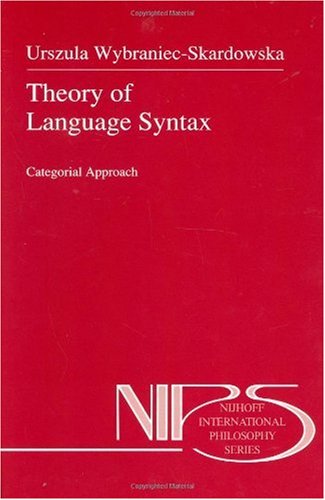 Urszula Wybraniec-Skardowska
Theory of
Language Syntax
Categorial Approach
NIPS
NIJHOFF
INTERNATIONAL
PHILOSOPHY
SERIES